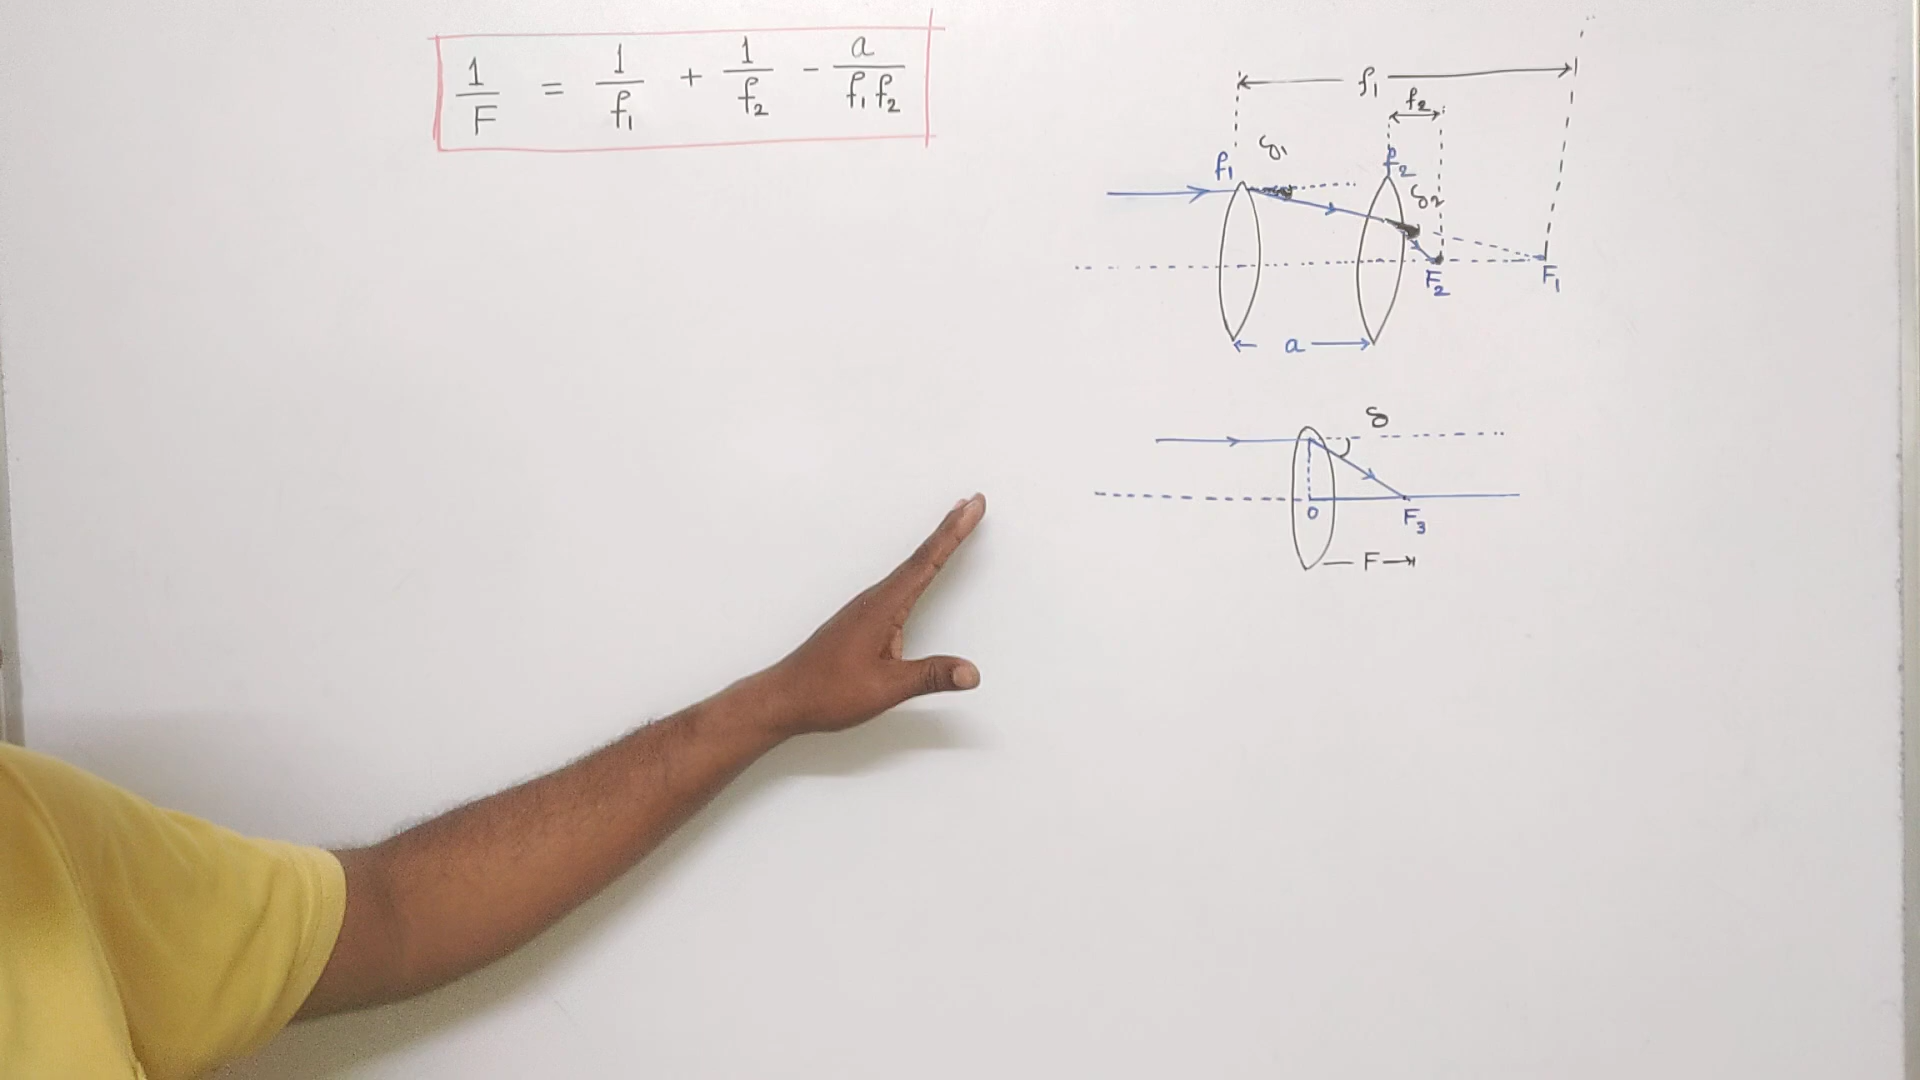 1/F = 1/f₁ + 1/f₂ - a/f₁f₂
f₁
f₂
f₁ δ₁ f₂
δ₂
F₂ F₁
a
δ
O F₃
F